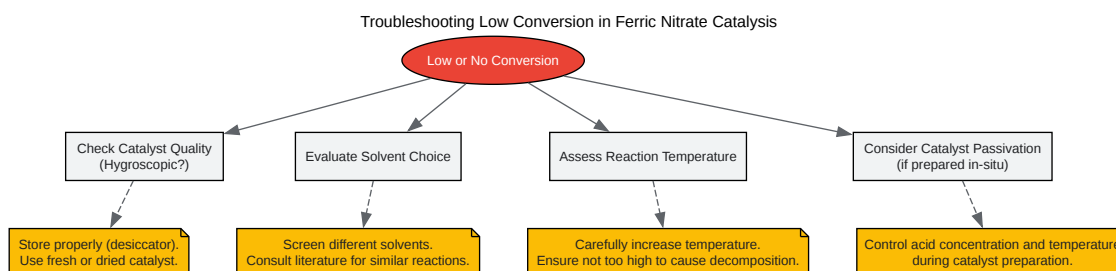 Troubleshooting Low Conversion in Ferric Nitrate Catalysis
Low or No Conversion
Check Catalyst Quality
(Hygroscopic?)
Evaluate Solvent Choice
Assess Reaction Temperature
Consider Catalyst Passivation
(if prepared in-situ)
Store properly (desiccator).
Use fresh or dried catalyst.
Screen different solvents.
Consult literature for similar reactions.
Carefully increase temperature.
Ensure not too high to cause decomposition.
Control acid concentration and temperature
during catalyst preparation.